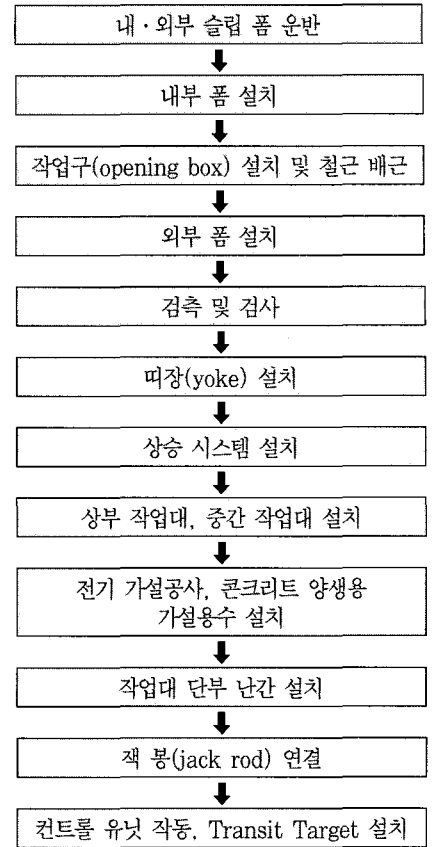 내·외부 슬립 폼 운반
내부 폼 설치
작업구(opening box) 설치 및 철근 배근
외부 폼 설치
검측 및 검사
띠장(yoke) 설치
상승 시스템 설치
상부 작업대, 중간 작업대 설치
전기 가설공사, 콘크리트 양생용
가설용수 설치
작업대 단부 난간 설치
잭 봉(jack rod) 연결
컨트롤 유닛 작동, Transit Target 설치